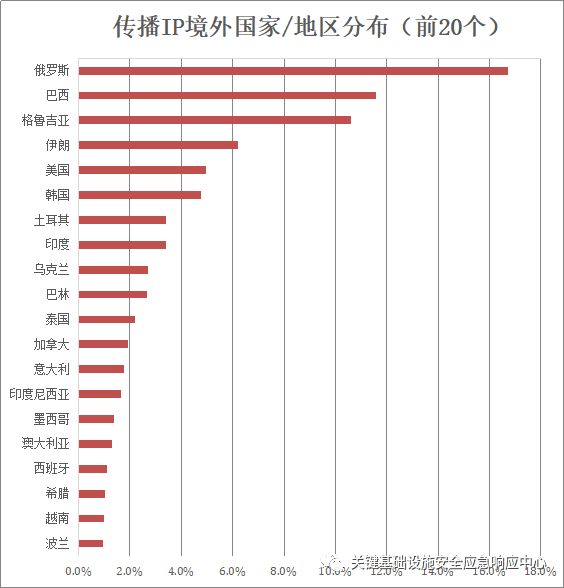 传播IP境外国家/地区分布（前20个）
俄罗斯
巴西
格鲁吉亚
伊朗
美国
韩国
土耳其
印度
乌克兰
巴林
泰国
加拿大
意大利
印度尼西亚
墨西哥
澳大利亚
西班牙
希腊
越南
波兰
0.0% 2.0% 4.0% 6.0% 8.0% 10.0% 12.0% 14.0% 16.0% 18.0%
关键基础设施安全应急响应中心